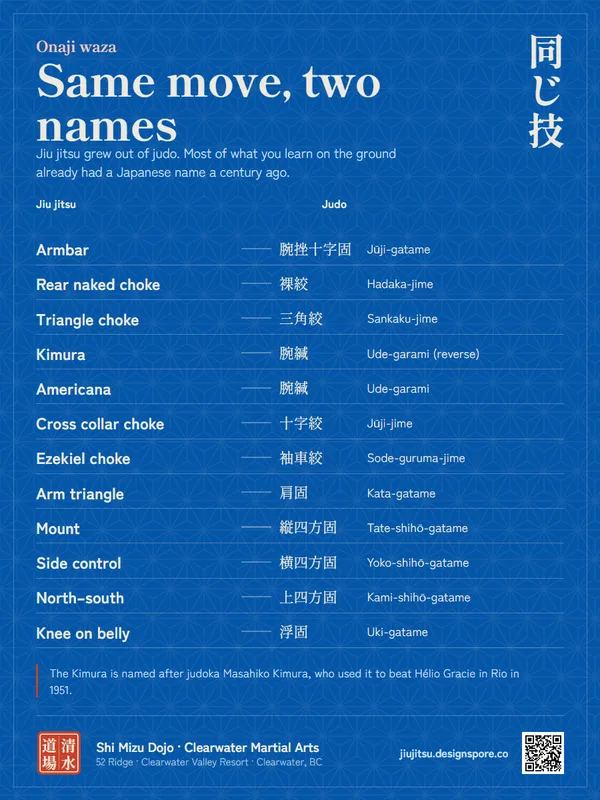 Onaji waza
Same move, two
names
同じ技
Jiu jitsu grew out of judo. Most of what you learn on the ground
already had a Japanese name a century ago.
Jiu jitsu Judo
Armbar 腕挫十字固 Jūji-gatame
Rear naked choke 裸絞 Hadaka-jime
Triangle choke 三角絞 Sankaku-jime
Kimura 腕緘 Ude-garami (reverse)
Americana 腕緘 Ude-garami
Cross collar choke 十字絞 Jūji-jime
Ezekiel choke 袖車絞 Sode-guruma-jime
Arm triangle 肩固 Kata-gatame
Mount 縦四方固 Tate-shihō-gatame
Side control 横四方固 Yoko-shihō-gatame
North-south 上四方固 Kami-shihō-gatame
Knee on belly 浮固 Uki-gatame
The Kimura is named after judoka Masahiko Kimura, who used it to beat Hélio Gracie in Rio in
1951.
清水
道場
Shi Mizu Dojo · Clearwater Martial Arts
52 Ridge · Clearwater Valley Resort · Clearwater, BC
jiujitsu.designspore.co